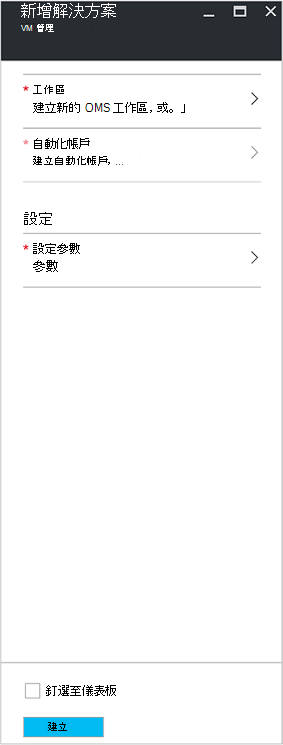 新增解決方案
VM 管理
* 工作區
建立新的 OMS 工作區，或。」
* 自動化帳戶
建立自動化帳戶，...
設定
* 設定參數
參數
釘選至儀表板
建立